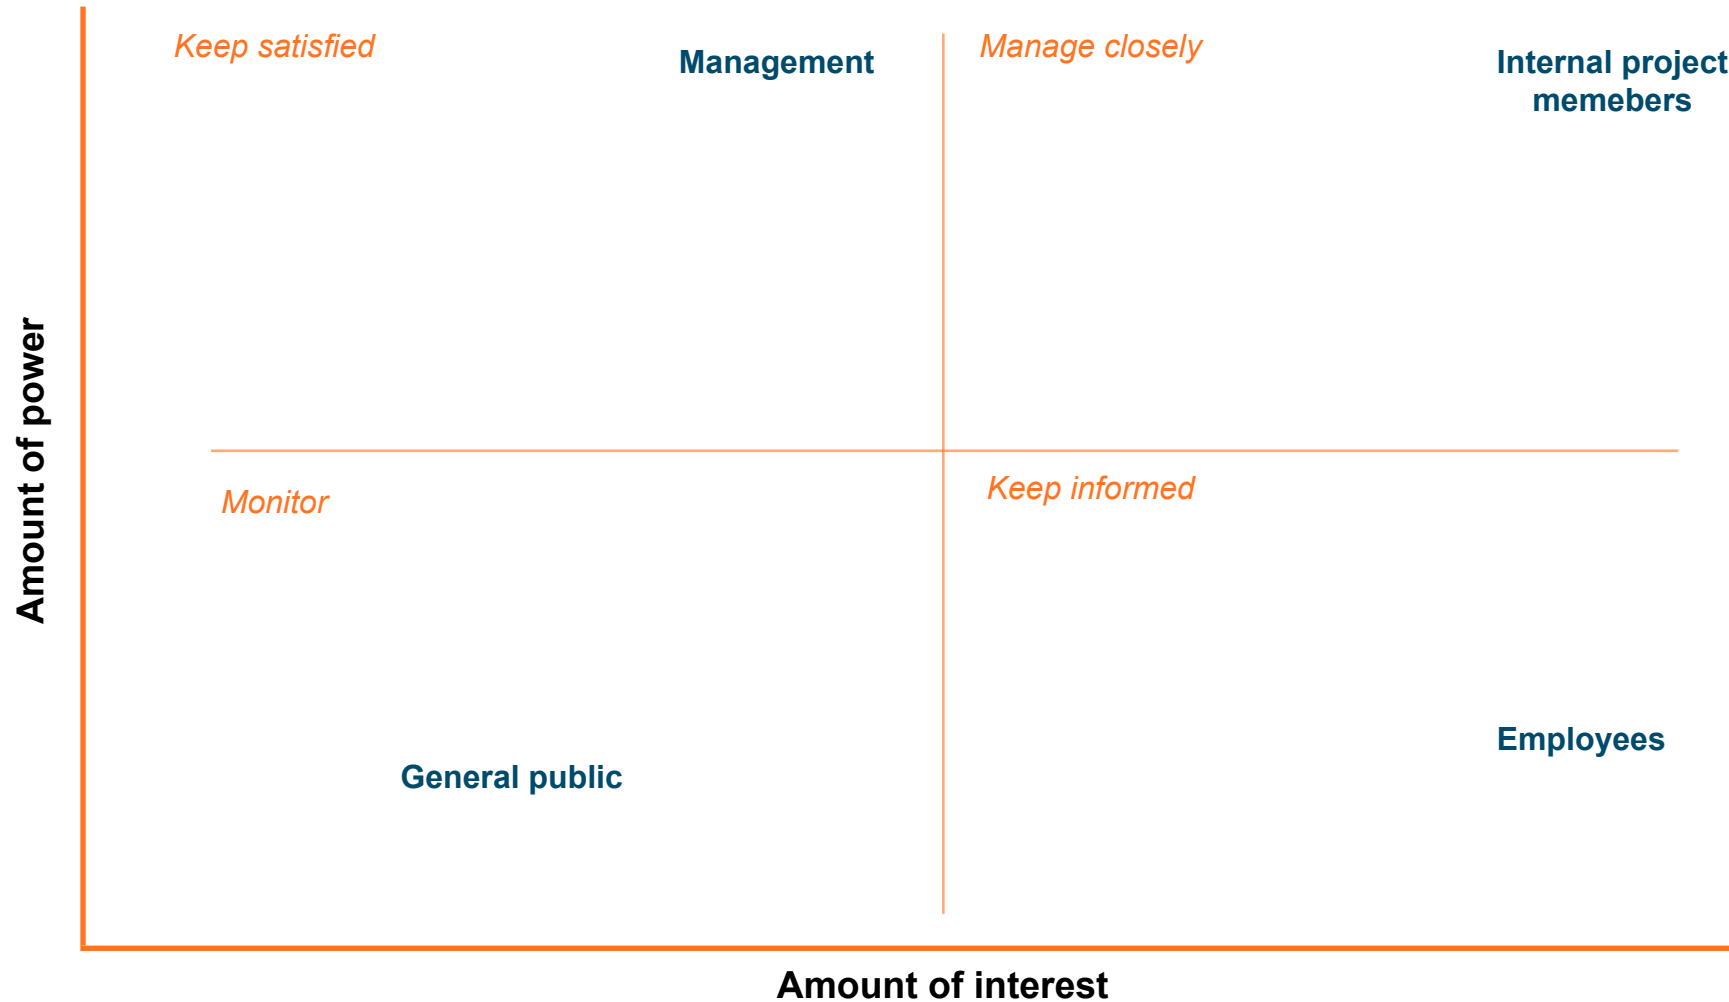 Keep satisfied
Management
Manage closely
Internal project
memebers
Amount of power
Monitor
Keep informed
General public
Employees
Amount of interest